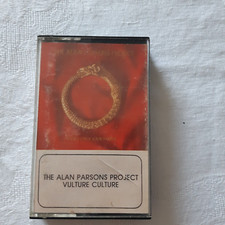 THE ALAN PARSONS PROJECT
VULTURE CULTURE